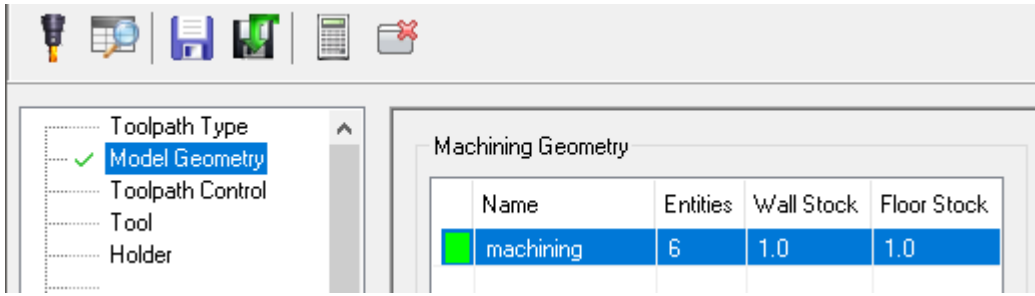 Toolpath Type
Model Geometry
Toolpath Control
Tool
Holder
Machining Geometry
Name Entities Wall Stock Floor Stock
machining 6 1.0 1.0